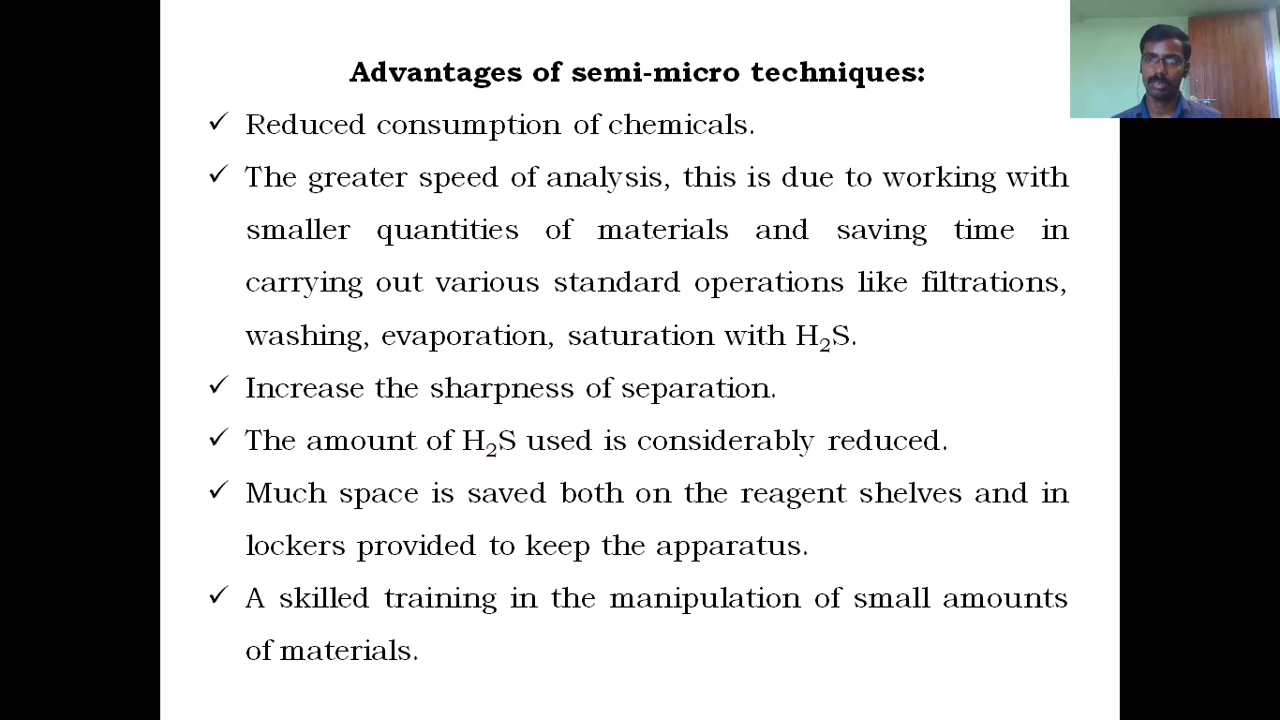 Advantages of semi-micro techniques:
✓ Reduced consumption of chemicals.
✓ The greater speed of analysis, this is due to working with
smaller quantities of materials and saving time in
carrying out various standard operations like filtrations,
washing, evaporation, saturation with H₂S.
✓ Increase the sharpness of separation.
✓ The amount of H₂S used is considerably reduced.
✓ Much space is saved both on the reagent shelves and in
lockers provided to keep the apparatus.
✓ A skilled training in the manipulation of small amounts
of materials.